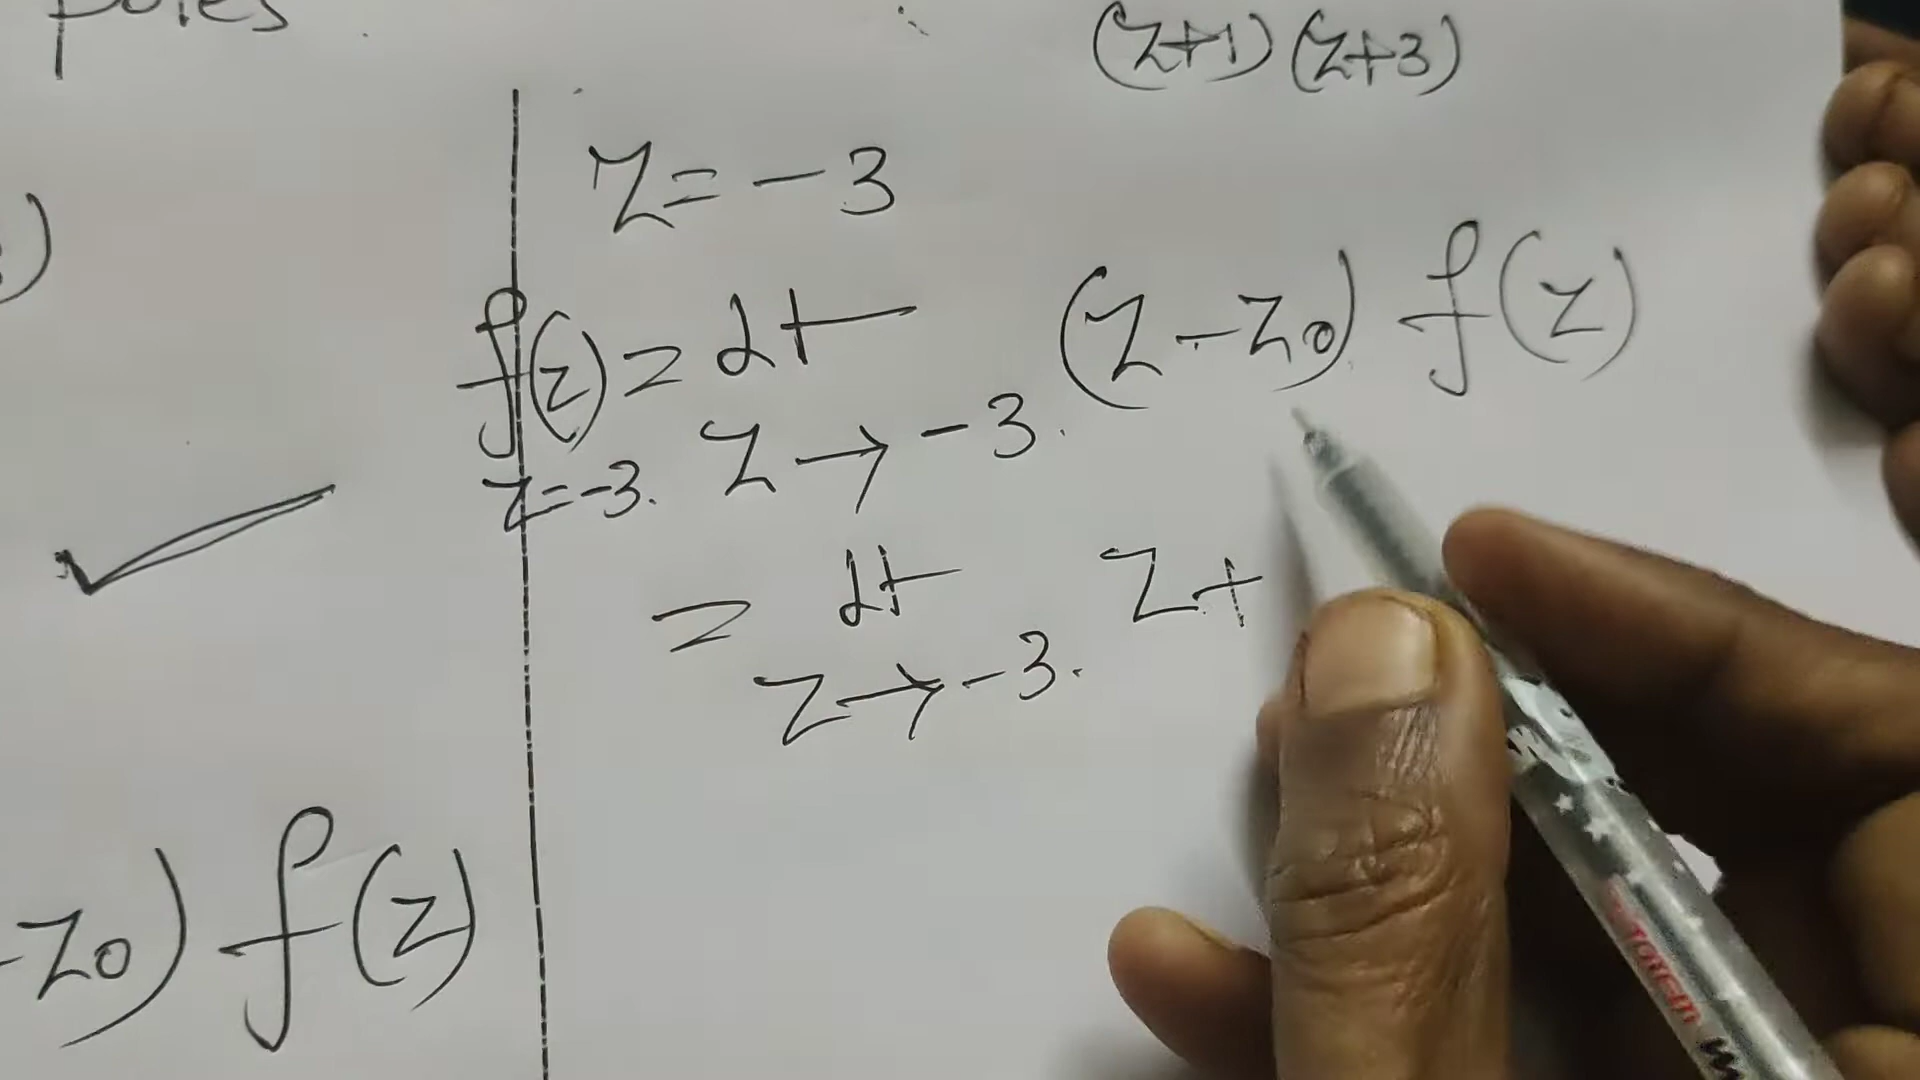 poles
(z+1)(z+3)
z = -3
f(z) = lt (z-z₀) f(z)
z=-3. z → -3.
= lt z+
z → -3.
-z₀) f(z)